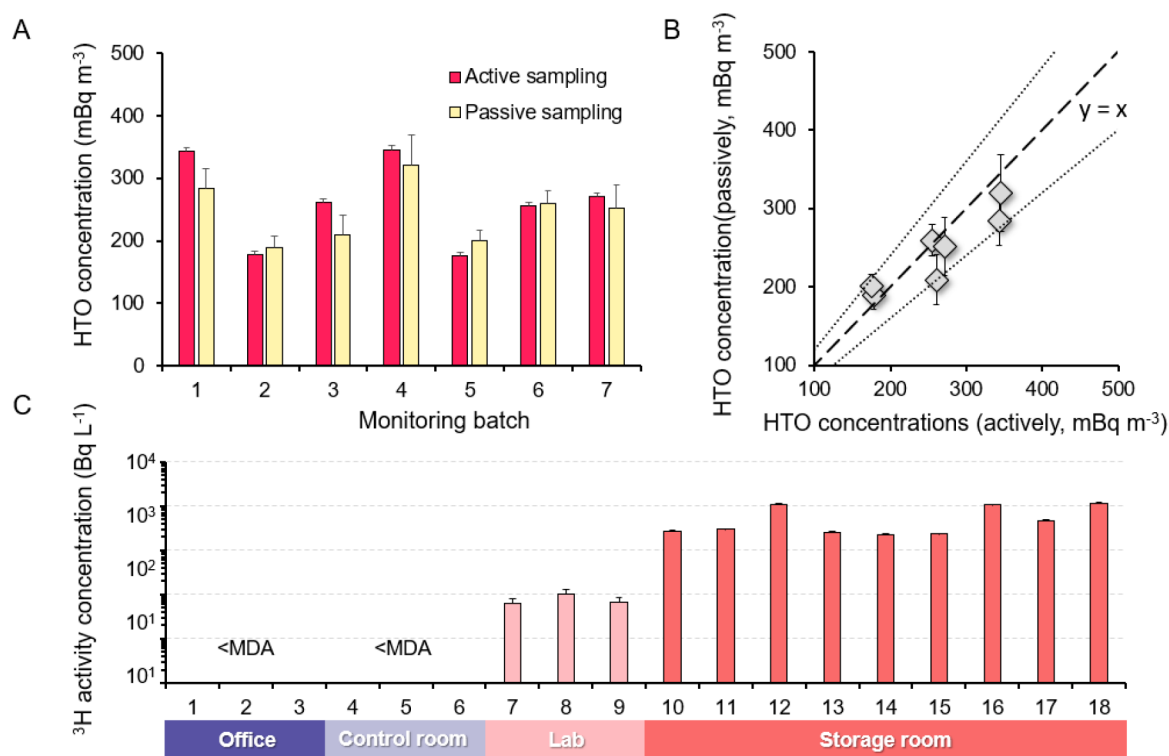 A
HTO concentration (mBq m⁻³)
500
400
300
200
100
0
Active sampling
Passive sampling
1 2 3 4 5 6 7
Monitoring batch
B
HTO concentration(passively, mBq m⁻³)
500
400
300
200
100
y = x
100 200 300 400 500
HTO concentrations (actively, mBq m⁻³)
C
³H activity concentration (Bq L⁻¹)
10⁴
10³
10²
10¹
10¹
<MDA <MDA
1 2 3 4 5 6 7 8 9 10 11 12 13 14 15 16 17 18
Office Control room Lab Storage room